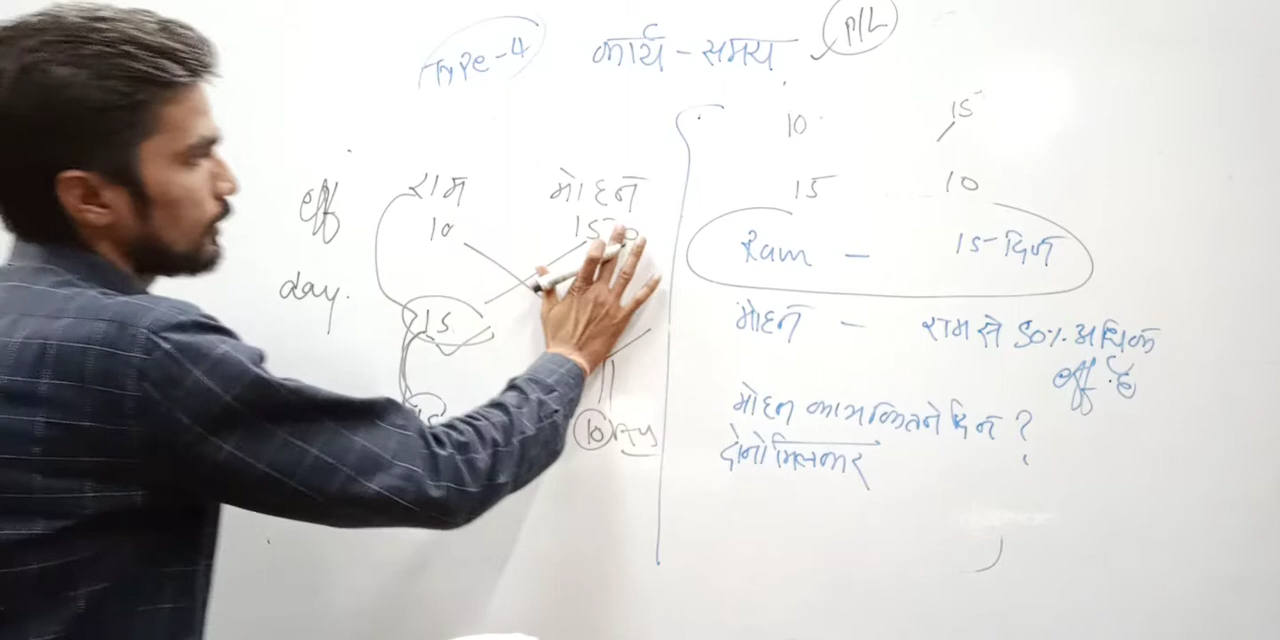 Type-4 कार्य-समय P/L
eff राम मोहन
10 15
day. 15
10
10 15
15 10
Ram — 15-दिन
मोहन — राम से 50% अधिक
eff. है
मोहन काम कितने दिन ?
दोनो मिलकर